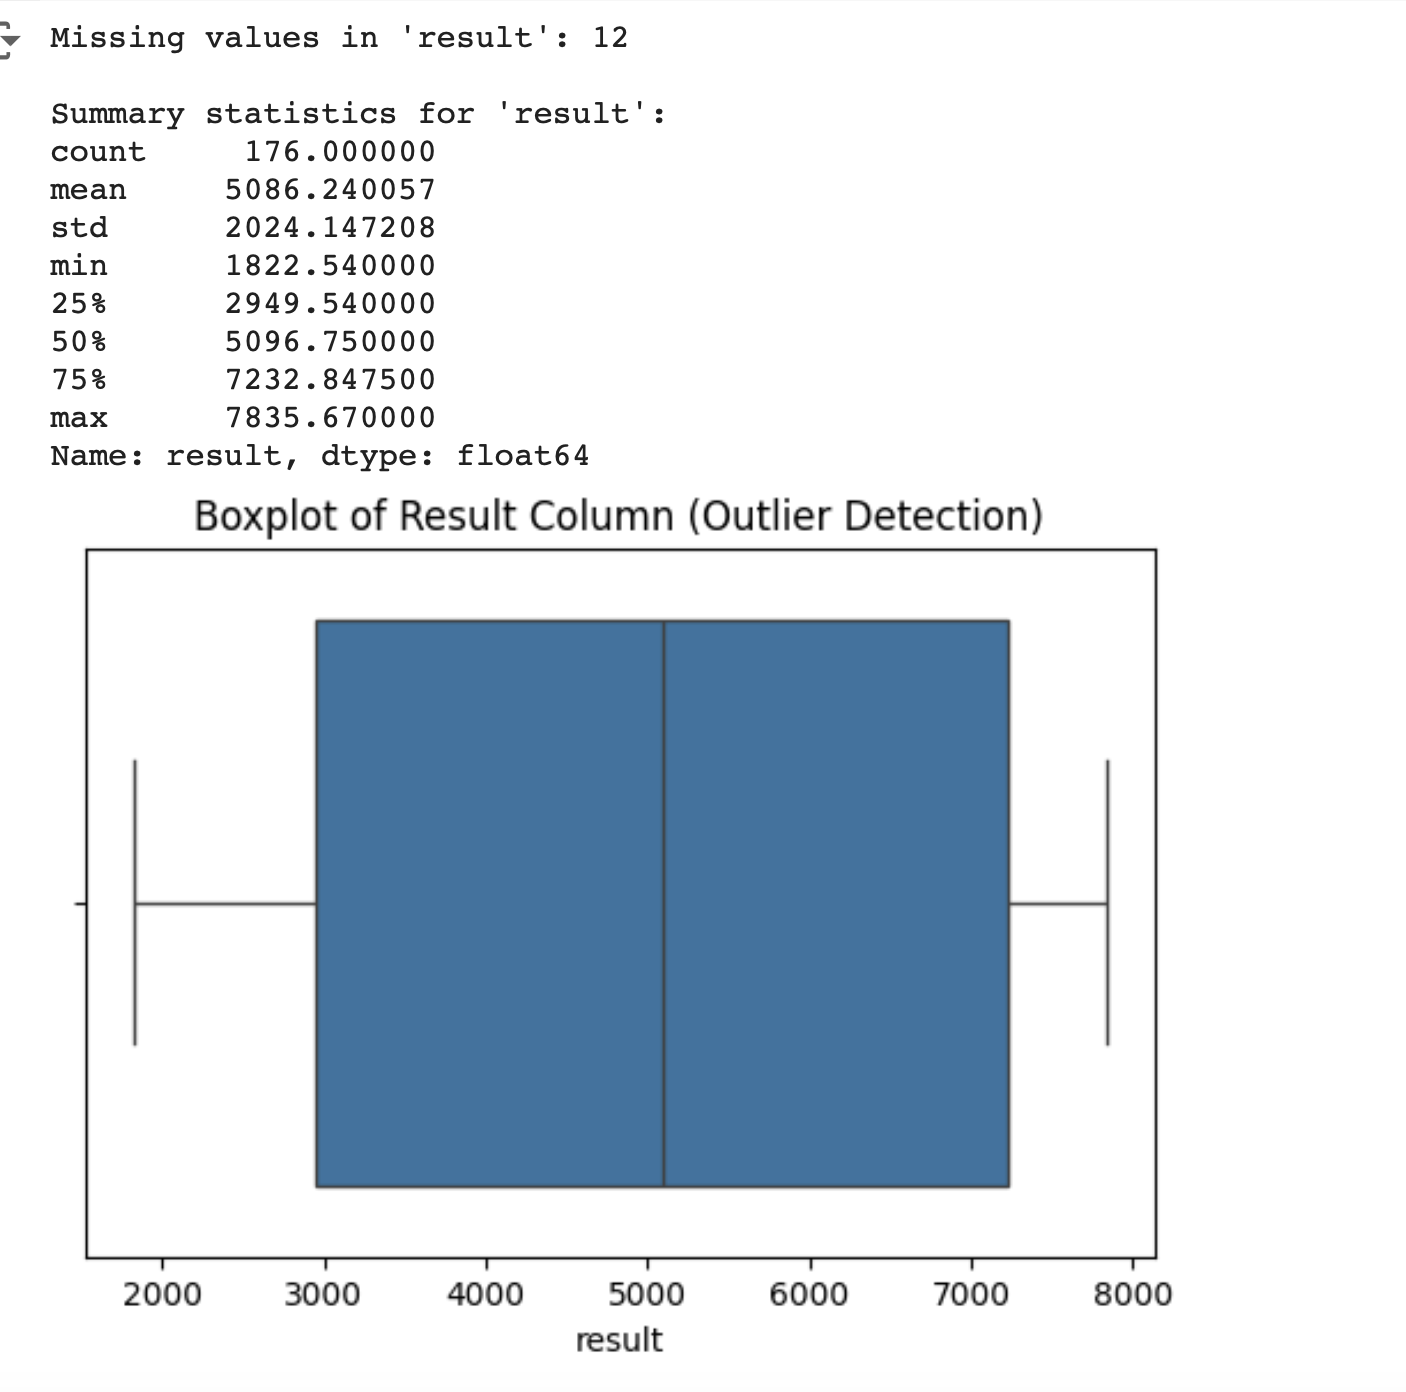 Missing values in 'result': 12
Summary statistics for 'result':
count 176.000000
mean 5086.240057
std 2024.147208
min 1822.540000
25% 2949.540000
50% 5096.750000
75% 7232.847500
max 7835.670000
Name: result, dtype: float64
Boxplot of Result Column (Outlier Detection)
2000 3000 4000 5000 6000 7000 8000
result